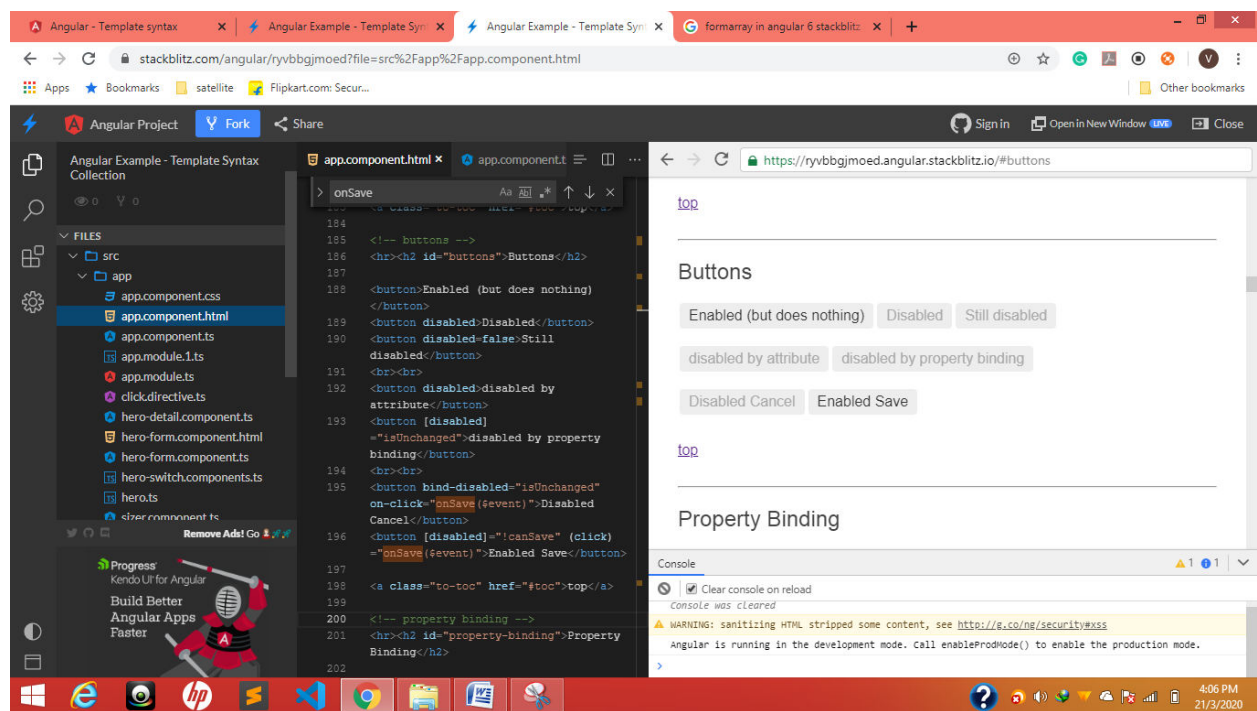 Angular - Template syntax
Angular Example - Template Syn
Angular Example - Template Syn
formarray in angular 6 stackblitz
stackblitz.com/angular/ryvbbgjmoed?file=src%2Fapp%2Fapp.component.html
V
Apps
Bookmarks
satellite
Flipkart.com: Secur...
Other bookmarks
Angular Project
Fork
Share
Sign in
Open in New Window
LIVE
Close
Angular Example - Template Syntax
Collection
0
0
FILES
src
app
app.component.css
app.component.html
app.component.ts
app.module.1.ts
app.module.ts
click.directive.ts
hero-detail.component.ts
hero-form.component.html
hero-form.component.ts
hero-switch.components.ts
hero.ts
sizer.component.ts
Remove Ads! Go
Progress
Kendo UI for Angular
Build Better
Angular Apps
Faster
app.component.html
app.component.t
onSave
Aa
Abl
.*
183 <a class="to-toc" href="#toc">top</a>
184
185 <!-- buttons -->
186 <hr><h2 id="buttons">Buttons</h2>
187
188 <button>Enabled (but does nothing)
</button>
189 <button disabled>Disabled</button>
190 <button disabled=false>Still
disabled</button>
191 <br><br>
192 <button disabled>disabled by
attribute</button>
193 <button [disabled]
="isUnchanged">disabled by property
binding</button>
194 <br><br>
195 <button bind-disabled="isUnchanged"
on-click="onSave($event)">Disabled
Cancel</button>
196 <button [disabled]="!canSave" (click)
="onSave($event)">Enabled Save</button>
197
198 <a class="to-toc" href="#toc">top</a>
199
200 <!-- property binding -->
201 <hr><h2 id="property-binding">Property
Binding</h2>
202
https://ryvbbgjmoed.angular.stackblitz.io/#buttons
top
Buttons
Enabled (but does nothing)
Disabled
Still disabled
disabled by attribute
disabled by property binding
Disabled Cancel
Enabled Save
top
Property Binding
Console
1
1
Clear console on reload
Console was cleared
WARNING: sanitizing HTML stripped some content, see http://g.co/ng/security#xss
Angular is running in the development mode. Call enableProdMode() to enable the production mode.
4:06 PM
21/3/2020